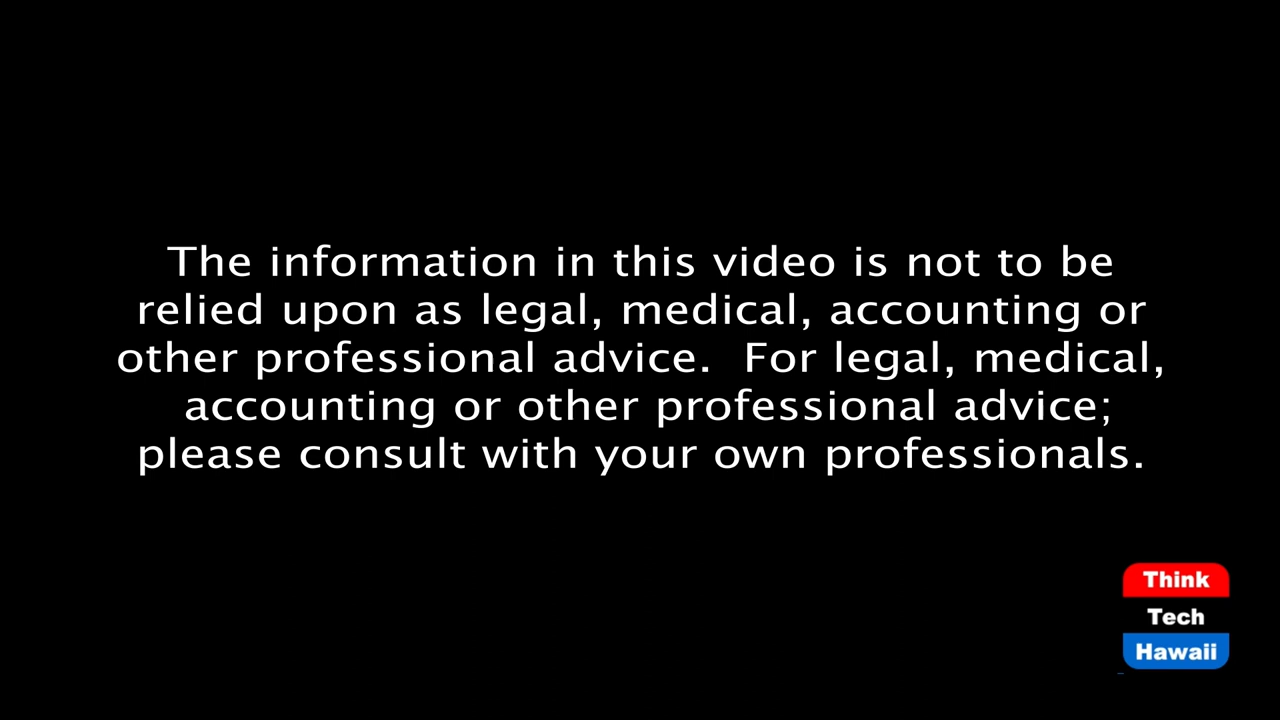 The information in this video is not to be
relied upon as legal, medical, accounting or
other professional advice.  For legal, medical,
accounting or other professional advice;
please consult with your own professionals.
Think
Tech
Hawaii